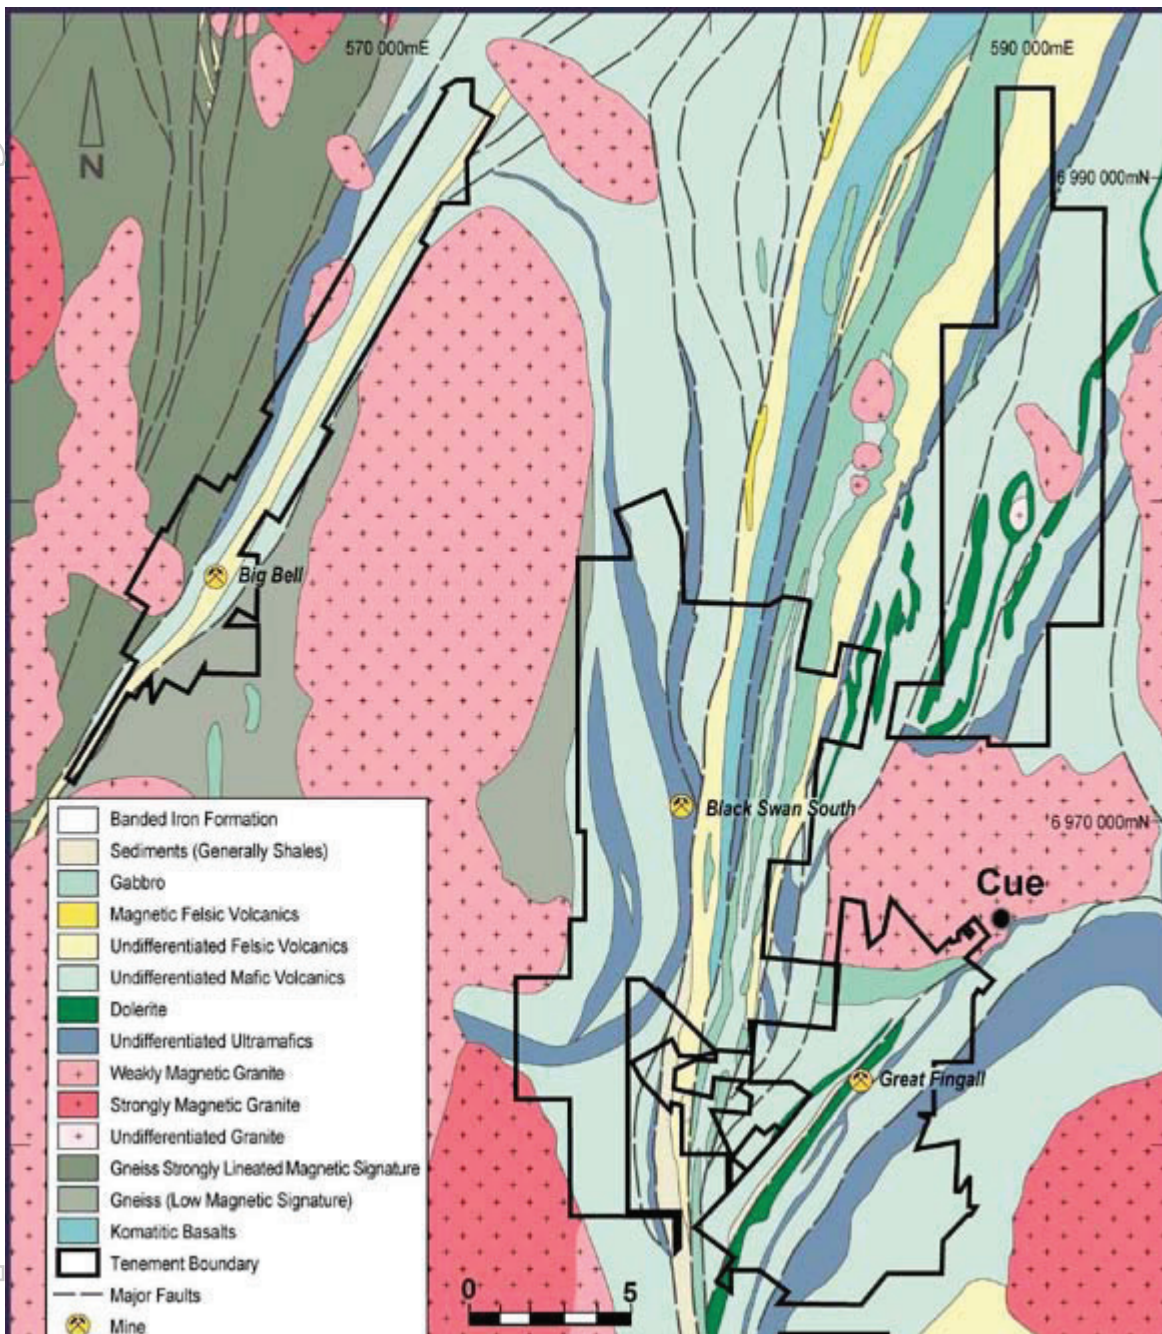 570 000mE
590 000mE
N
6 990 000mN
Big Bell
Black Swan South
6 970 000mN
Cue
Great Fingall
Banded Iron Formation
Sediments (Generally Shales)
Gabbro
Magnetic Felsic Volcanics
Undifferentiated Felsic Volcanics
Undifferentiated Mafic Volcanics
Dolerite
Undifferentiated Ultramafics
Weakly Magnetic Granite
Strongly Magnetic Granite
Undifferentiated Granite
Gneiss Strongly Lineated Magnetic Signature
Gneiss (Low Magnetic Signature)
Komatitic Basalts
Tenement Boundary
Major Faults
Mine
0 5